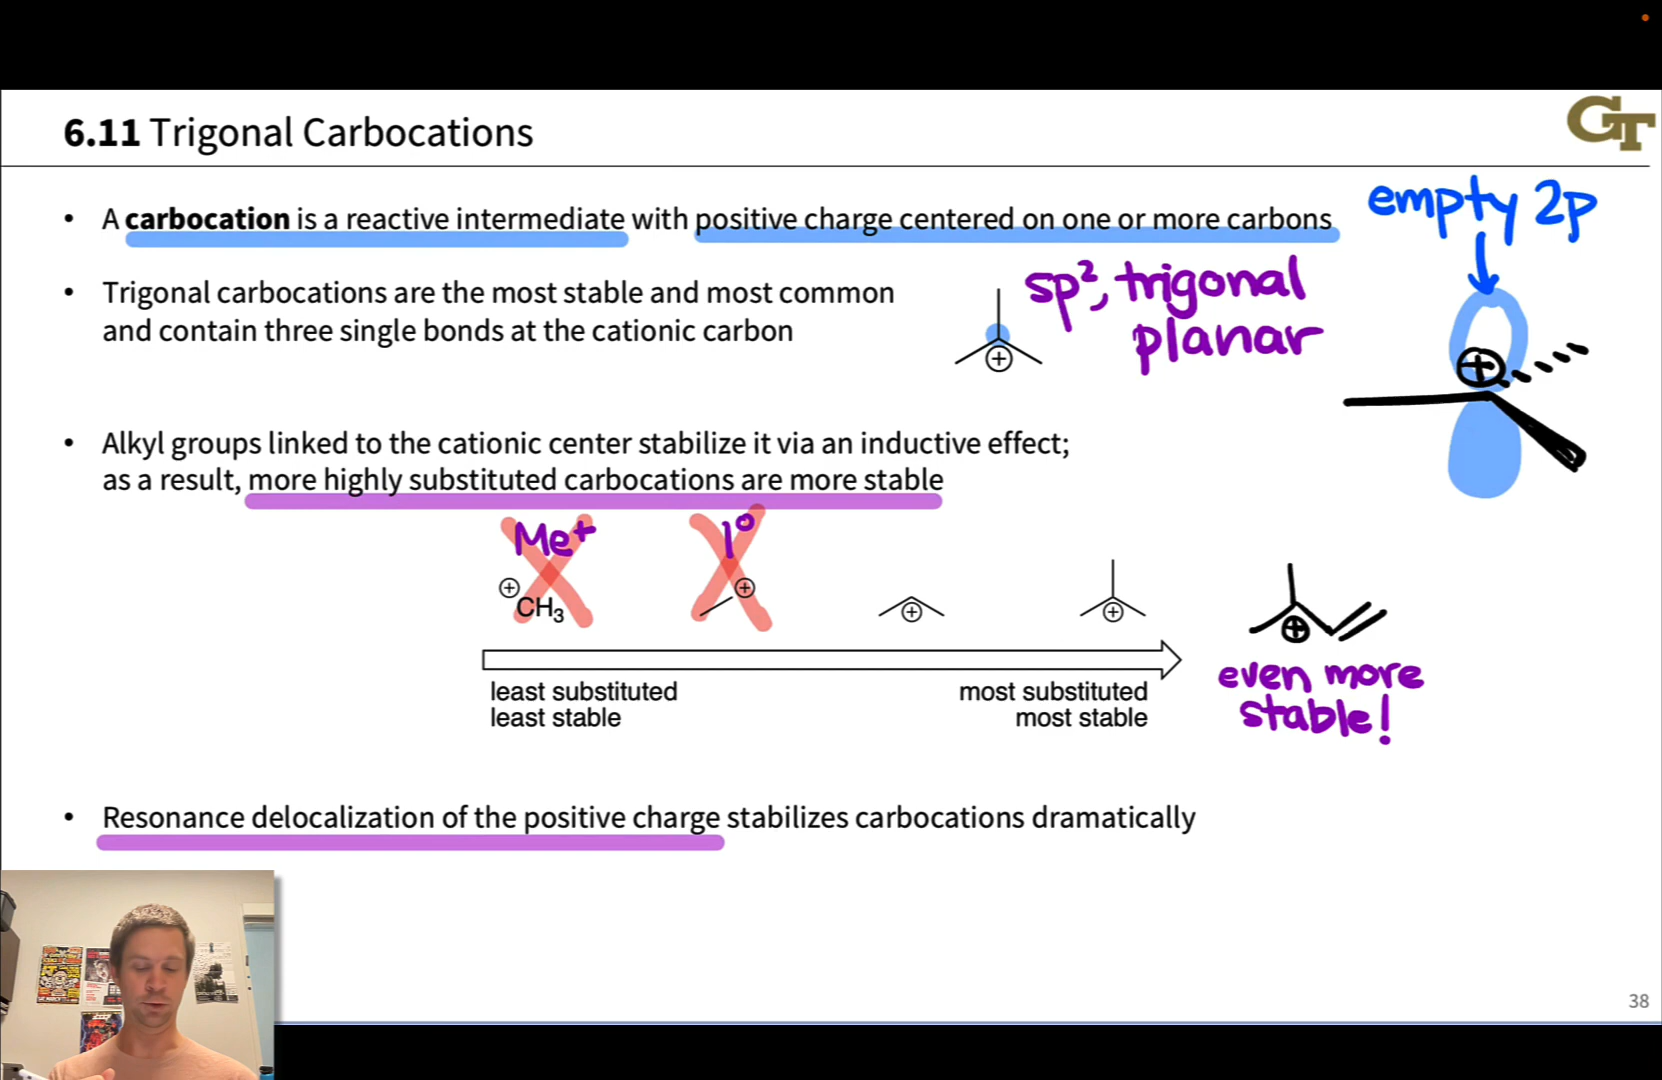 6.11 Trigonal Carbocations
GT
• A carbocation is a reactive intermediate with positive charge centered on one or more carbons
empty 2p
• Trigonal carbocations are the most stable and most common
and contain three single bonds at the cationic carbon
sp², trigonal
planar
⊕
⊕
• Alkyl groups linked to the cationic center stabilize it via an inductive effect;
as a result, more highly substituted carbocations are more stable
Me+
1°
⊕
CH₃
⊕
⊕
⊕
⊕
least substituted
least stable
most substituted
most stable
even more
stable!
• Resonance delocalization of the positive charge stabilizes carbocations dramatically
38